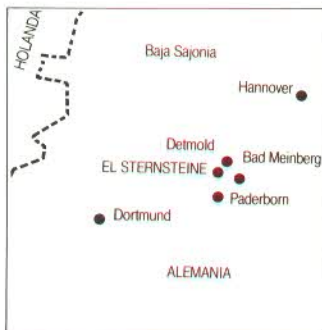 HOLANDA
Baja Sajonia
Hannover
Detmold
Bad Meinberg
EL STERNSTEINE
Paderborn
Dortmund
ALEMANIA